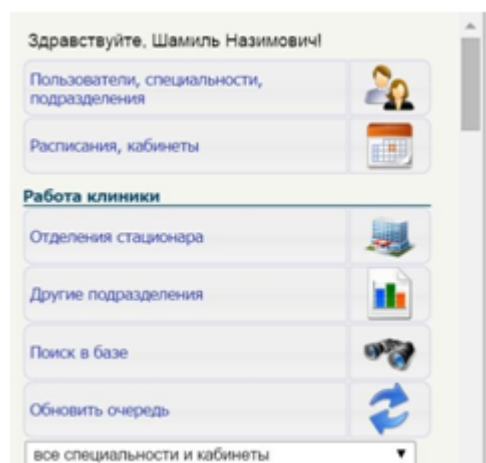 Здравствуйте, Шамиль Назимович!
Пользователи, специальности,
подразделения
Расписания, кабинеты
Работа клиники
Отделения стационара
Другие подразделения
Поиск в базе
Обновить очередь
все специальности и кабинеты